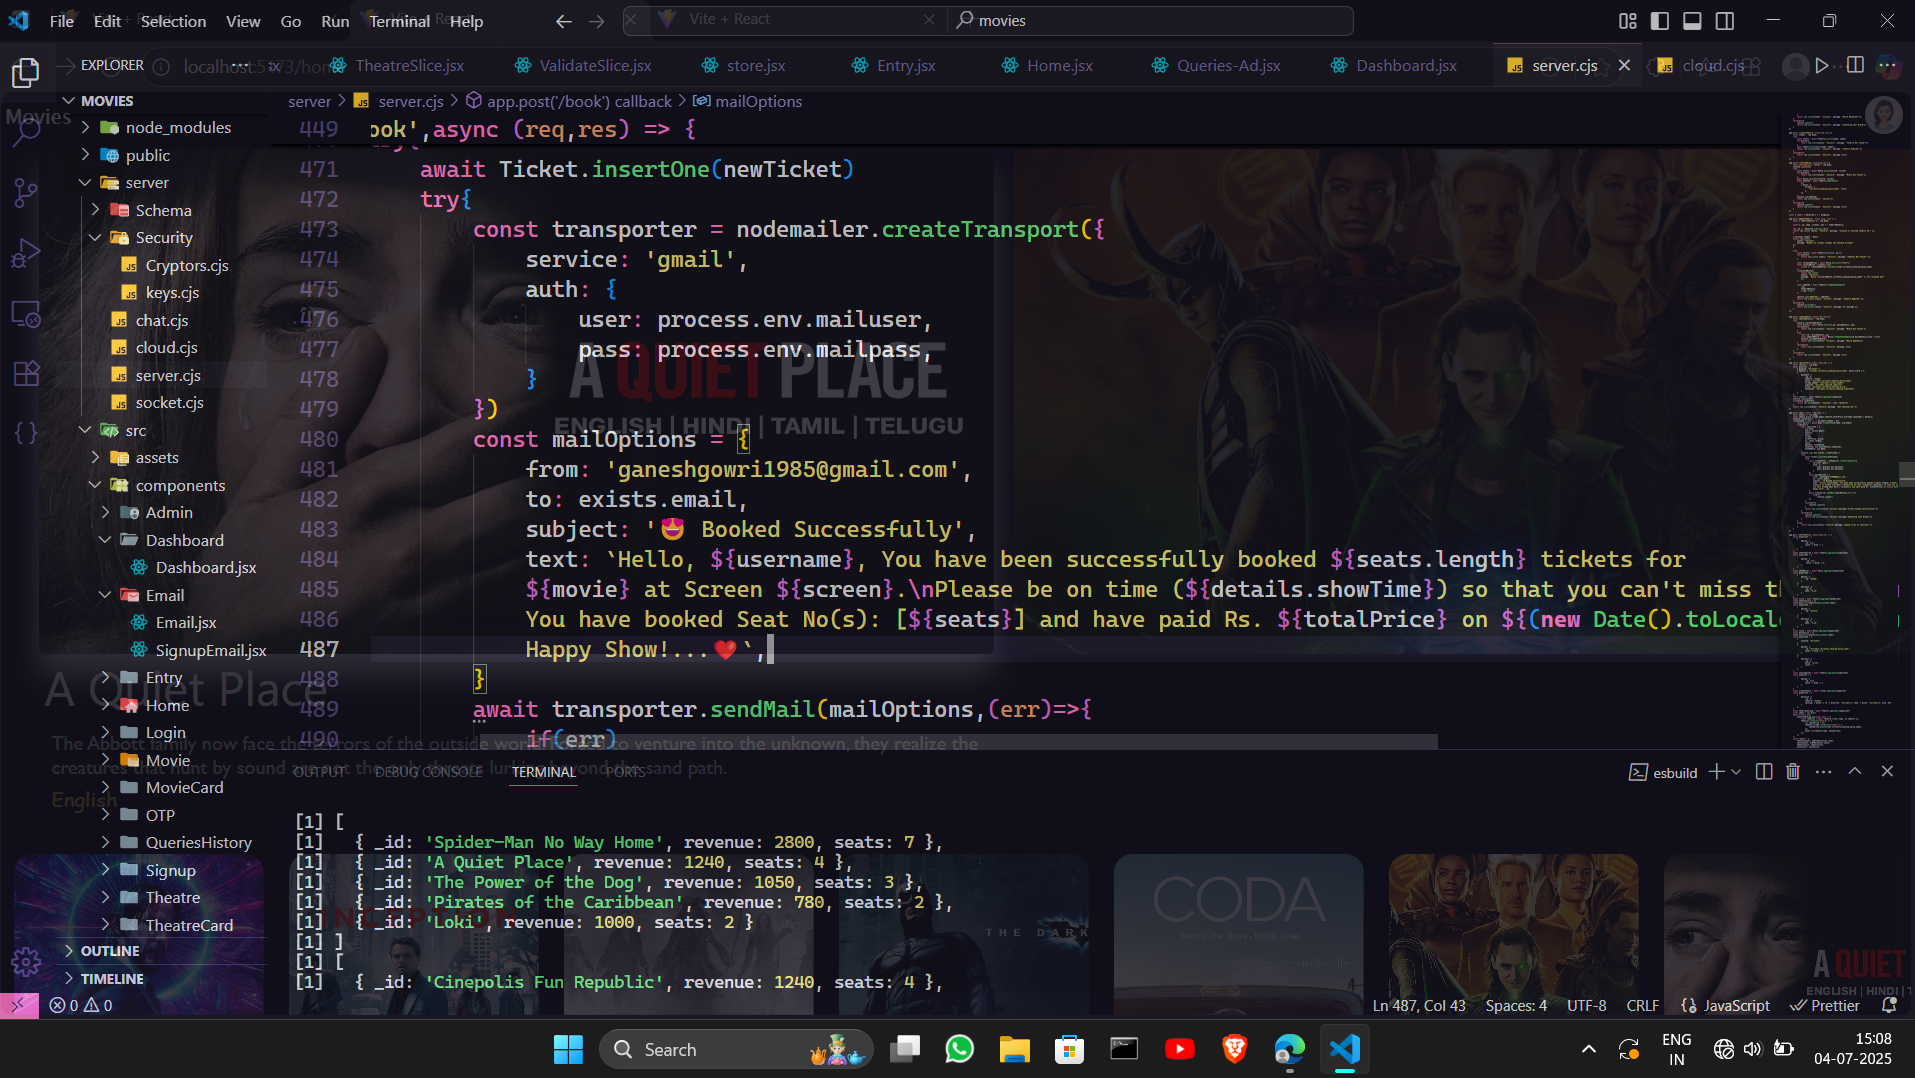 File Edit Selection View Go Run Terminal Help
Vite + React
movies
EXPLORER
localhost:5173/home
TheatreSlice.jsx
ValidateSlice.jsx
store.jsx
Entry.jsx
Home.jsx
Queries-Ad.jsx
Dashboard.jsx
server.cjs
cloud.cjs
MOVIES
server > server.cjs > app.post('/book') callback > mailOptions
Movies
node_modules
public
server
Schema
Security
Cryptors.cjs
keys.cjs
chat.cjs
cloud.cjs
server.cjs
socket.cjs
src
assets
components
Admin
Dashboard
Dashboard.jsx
Email
Email.jsx
SignupEmail.jsx
Entry
Home
Login
Movie
MovieCard
OTP
QueriesHistory
Signup
Theatre
TheatreCard
OUTLINE
TIMELINE
449 ook',async (req,res) => {
471 await Ticket.insertOne(newTicket)
472 try{
473 const transporter = nodemailer.createTransport({
474 service: 'gmail',
475 auth: {
476 user: process.env.mailuser,
477 pass: process.env.mailpass,
478 }
479 })
480 const mailOptions = {
481 from: 'ganeshgowri1985@gmail.com',
482 to: exists.email,
483 subject: '😍 Booked Successfully',
484 text: `Hello, ${username}, You have been successfully booked ${seats.length} tickets for
485 ${movie} at Screen ${screen}.\nPlease be on time (${details.showTime}) so that you can't miss th
486 You have booked Seat No(s): [${seats}] and have paid Rs. ${totalPrice} on ${(new Date().toLocale
487 Happy Show!...❤️`,
488 }
489 await transporter.sendMail(mailOptions,(err)=>{
490 if(err)
A QUIET PLACE
ENGLISH | HINDI | TAMIL | TELUGU
A Quiet Place
The Abbott family now face the terrors of the outside world to venture into the unknown, they realize the
creatures that hunt by sound are not the only threats lurking beyond the sand path.
English
OUTPUT DEBUG CONSOLE TERMINAL PORTS
esbuild
[1] [
[1] { _id: 'Spider-Man No Way Home', revenue: 2800, seats: 7 },
[1] { _id: 'A Quiet Place', revenue: 1240, seats: 4 },
[1] { _id: 'The Power of the Dog', revenue: 1050, seats: 3 },
[1] { _id: 'Pirates of the Caribbean', revenue: 780, seats: 2 },
[1] { _id: 'Loki', revenue: 1000, seats: 2 }
[1] ]
[1] [
[1] { _id: 'Cinepolis Fun Republic', revenue: 1240, seats: 4 },
INCEPTION
THE DARK
CODA
A QUIET
ENGLISH | HINDI | T
0 0
Ln 487, Col 43 Spaces: 4 UTF-8 CRLF JavaScript Prettier
Search
ENG
IN
15:08
04-07-2025